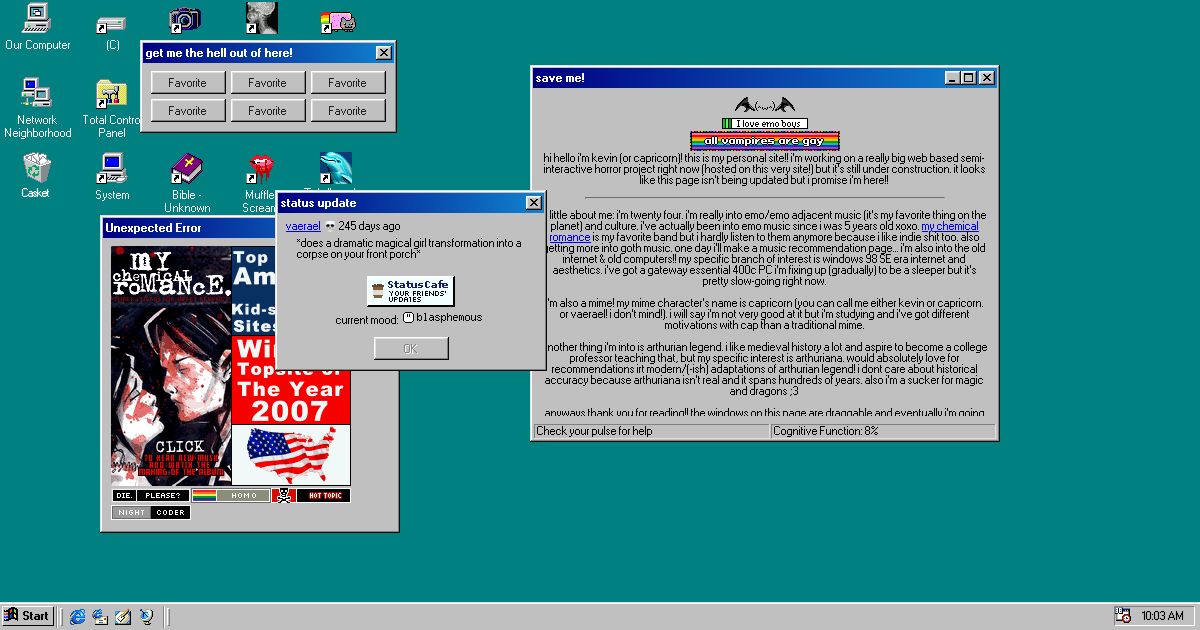 Our Computer
(C)
get me the hell out of here!
Favorite
Favorite
Favorite
Favorite
Favorite
Favorite
Network
Neighborhood
Total Contro
Panel
Casket
System
Bible -
Unknown
Muffle
Scream
save me!
(-w-)
I love emo boys
all vampires are gay
hi hello i'm kevin (or capricorn)! this is my personal site!! i'm working on a really big web based semi-
interactive horror project right now (hosted on this very site!) but it's still under construction. it looks
like this page isn't being updated but i promise i'm here!!
little about me: i'm twenty four. i'm really into emo/emo adjacent music (it's my favorite thing on the
planet) and culture. i've actually been into emo music since i was 5 years old xoxo. my chemical
romance is my favorite band but i hardly listen to them anymore because i like indie shit too. also
getting more into goth music. one day i'll make a music recommendation page... i'm also into the old
internet & old computers!! my specific branch of interest is windows 98 SE era internet and
aesthetics. i've got a gateway essential 400c PC i'm fixing up (gradually) to be a sleeper but it's
pretty slow-going right now.
i'm also a mime! my mime character's name is capricorn (you can call me either kevin or capricorn.
or vaerael! i don't mind!). i will say i'm not very good at it but i'm studying and i've got different
motivations with cap than a traditional mime.
nother thing i'm into is arthurian legend. i like medieval history a lot and aspire to become a college
professor teaching that, but my specific interest is arthuriana. would absolutely love for
recommendations irt modern/(-ish) adaptations of arthurian legend! i dont care about historical
accuracy because arthuriana isn't real and it spans hundreds of years. also i'm a sucker for magic
and dragons ;3
anyways thank you for reading!! the windows on this page are draggable and eventually i'm going
Check your pulse for help
Cognitive Function: 8%
status update
vaerael 💀 245 days ago
*does a dramatic magical girl transformation into a
corpse on your front porch*
StatusCafe
YOUR FRIENDS'
UPDATES
current mood: blasphemous
OK
Unexpected Error
my
chemical
romance.
CLICK
TO HEAR NEW MUSIC
AND WATCH THE
MAKING OF THE ALBUM
Top
Am
Kid-s
Sites
Wi
Topsite of
The Year
2007
DIE. PLEASE?
HOMO
HOT TOPIC
NIGHT CODER
Start
10:03 AM